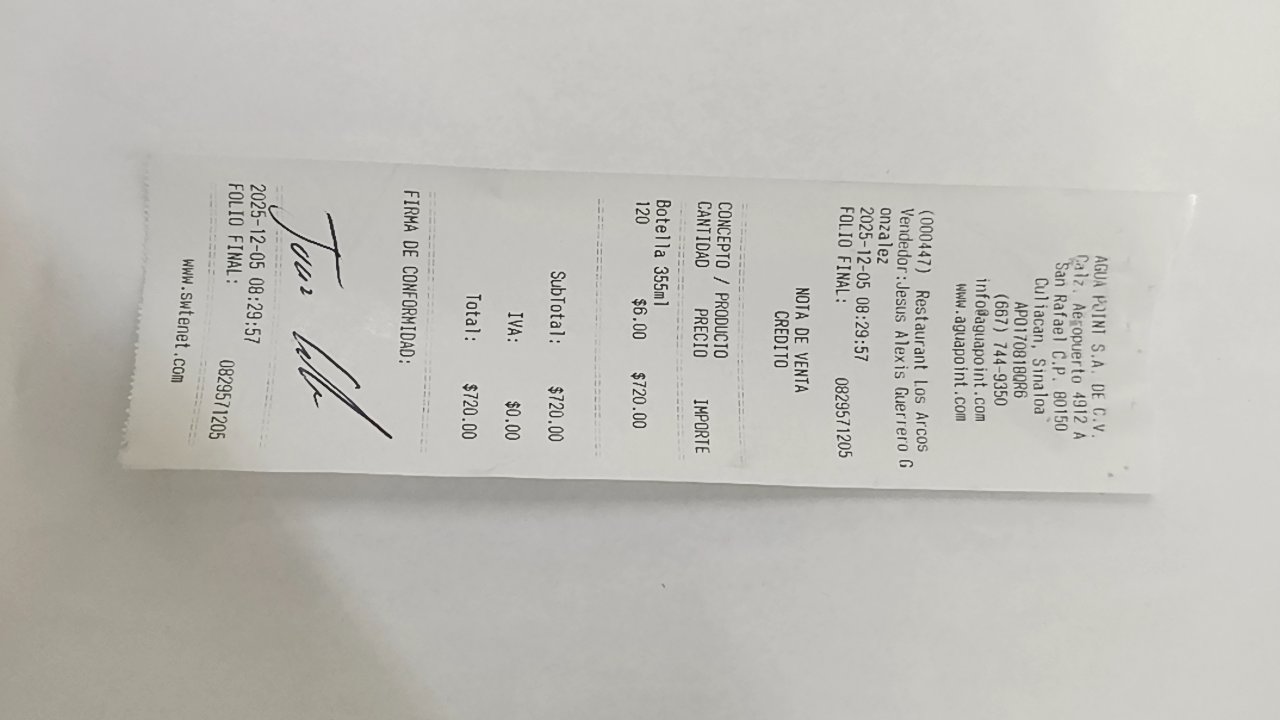 AGUA POINT S.A. DE C.V.
Calz. Aeropuerto 4912 A
San Rafael C.P. 80150
Culiacan, Sinaloa
APO170818QR6
(667) 744-9350
info@aguapoint.com
www.aguapoint.com
(000447) Restaurant Los Arcos
Vendedor:Jesus Alexis Guerrero G
onzalez
2025-12-05 08:29:57
FOLIO FINAL: 0829571205
NOTA DE VENTA
CREDITO
CONCEPTO / PRODUCTO
CANTIDAD PRECIO IMPORTE
Botella 355ml
120 $6.00 $720.00
SubTotal: $720.00
IVA: $0.00
Total: $720.00
FIRMA DE CONFORMIDAD:
2025-12-05 08:29:57
FOLIO FINAL: 0829571205
www.swtenet.com